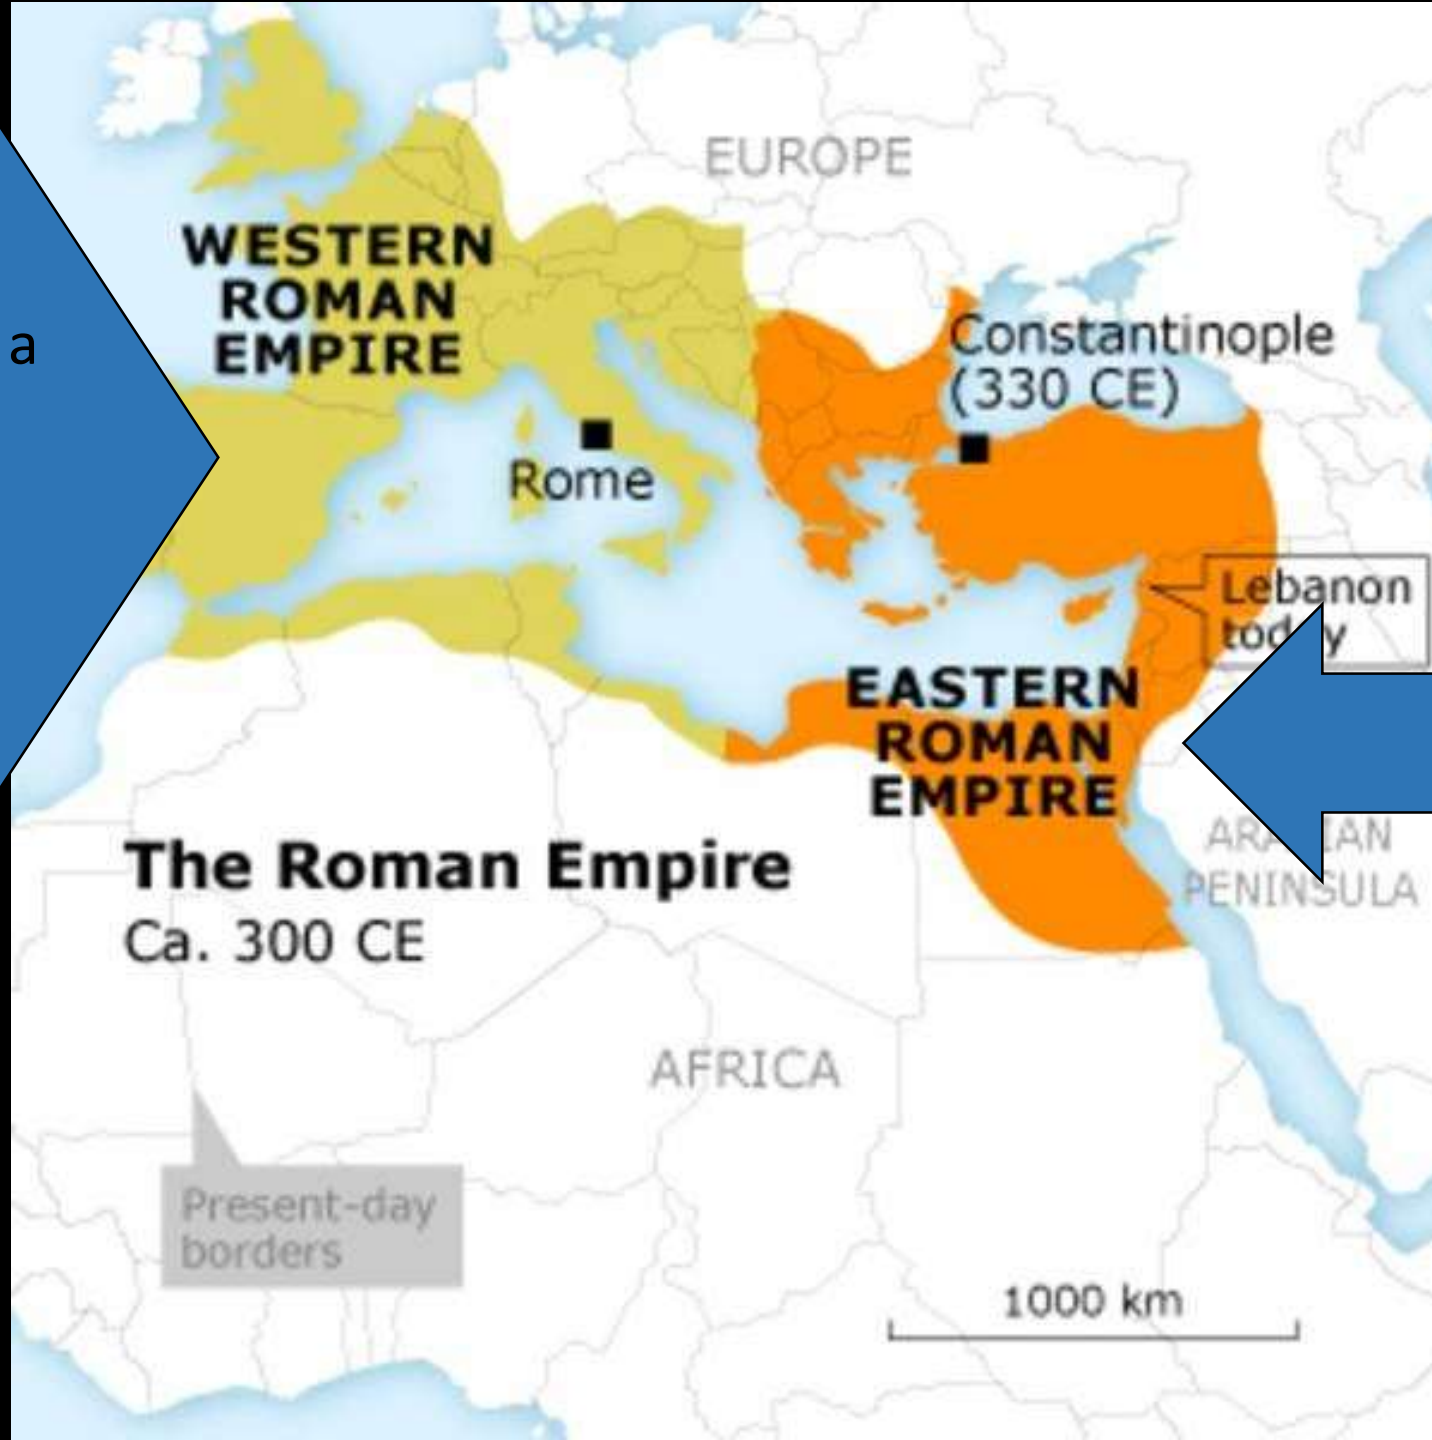 EUROPE
WESTERN
ROMAN
EMPIRE
a
Constantinople
(330 CE)
Rome
Lebanon
EASTERN
ROMAN
EMPIRE
The Roman Empire
Ca. 300 CE
PENINSULA
AFRICA
Present-day
borders
1000 km